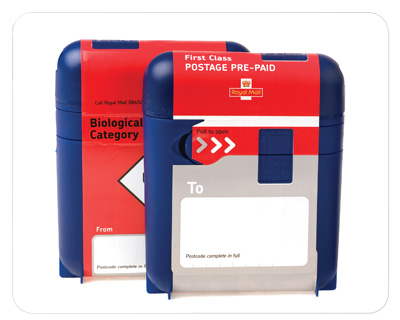 First Class
POSTAGE PRE-PAID
Royal Mail
Pull to open
To
Postcode complete in full
Call Royal Mail
Biological
Category
From
Postcode complete in full